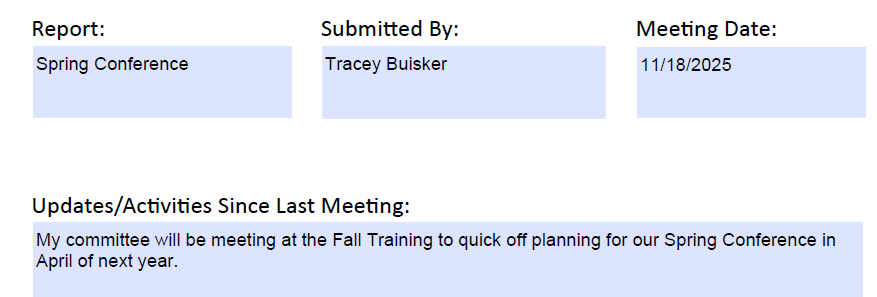 Report: Submitted By: Meeting Date:
Spring Conference Tracey Buisker 11/18/2025
Updates/Activities Since Last Meeting:
My committee will be meeting at the Fall Training to quick off planning for our Spring Conference in
April of next year.